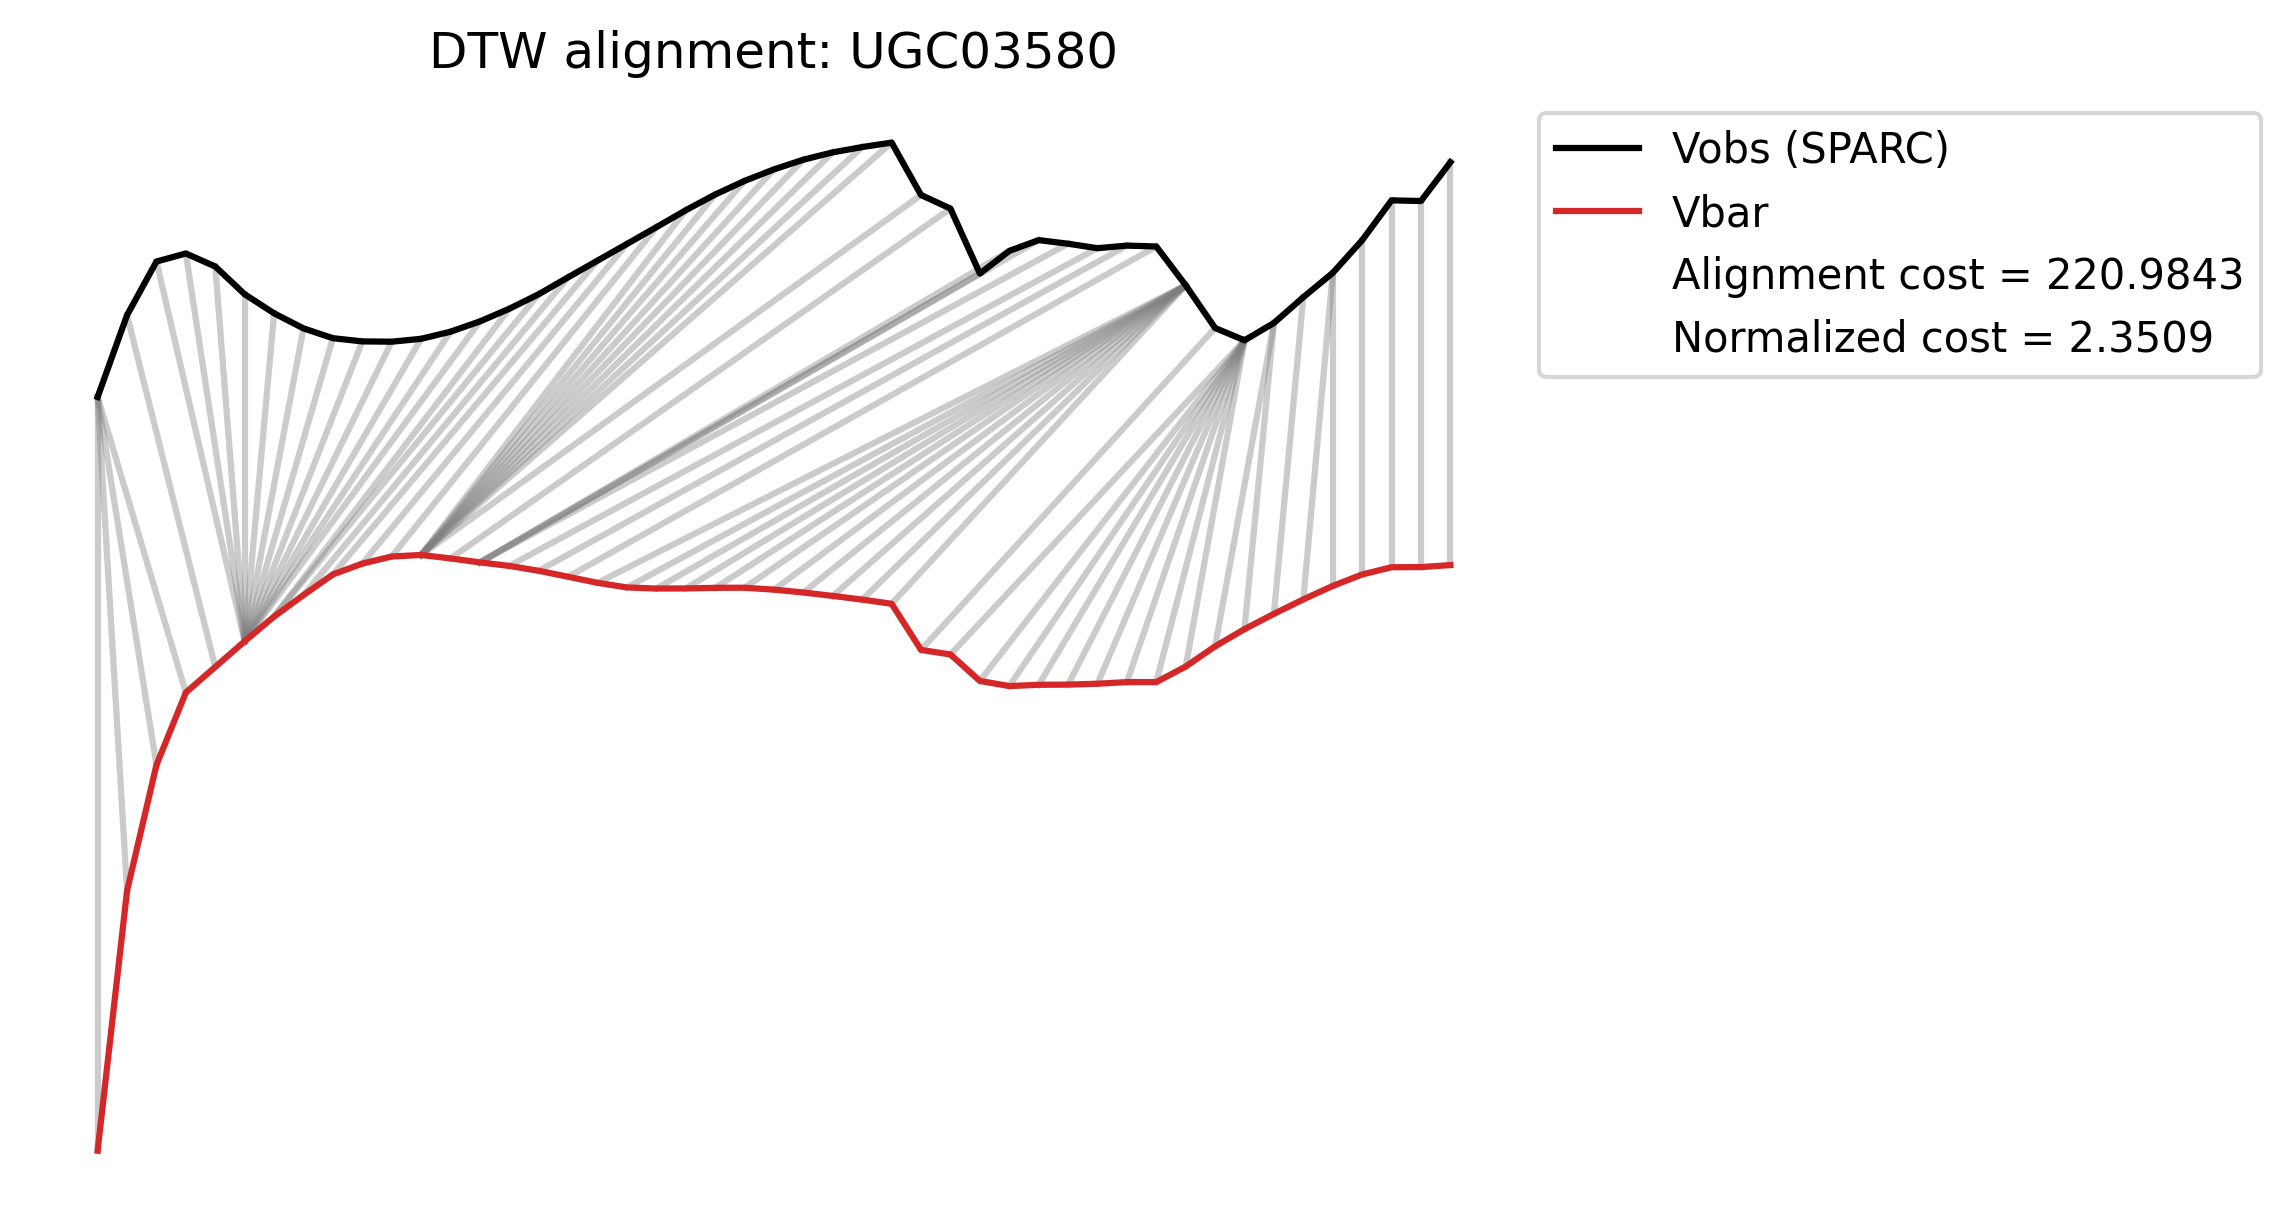 DTW alignment: UGC03580
Vobs (SPARC)
Vbar
Alignment cost = 220.9843
Normalized cost = 2.3509